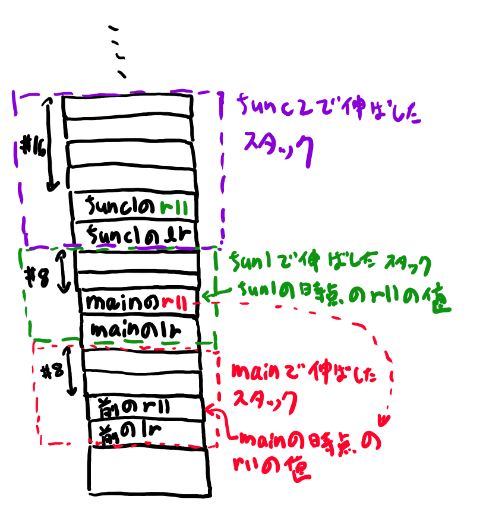 func2で伸ばした
スタック
#16
func1のr11
func1のlr
fun1で伸ばしたスタック
fun1の時点のr11の値
#8
mainのr11
mainのlr
mainで伸ばした
スタック
#8
前のr11
前のlr
mainの時点の
r11の値